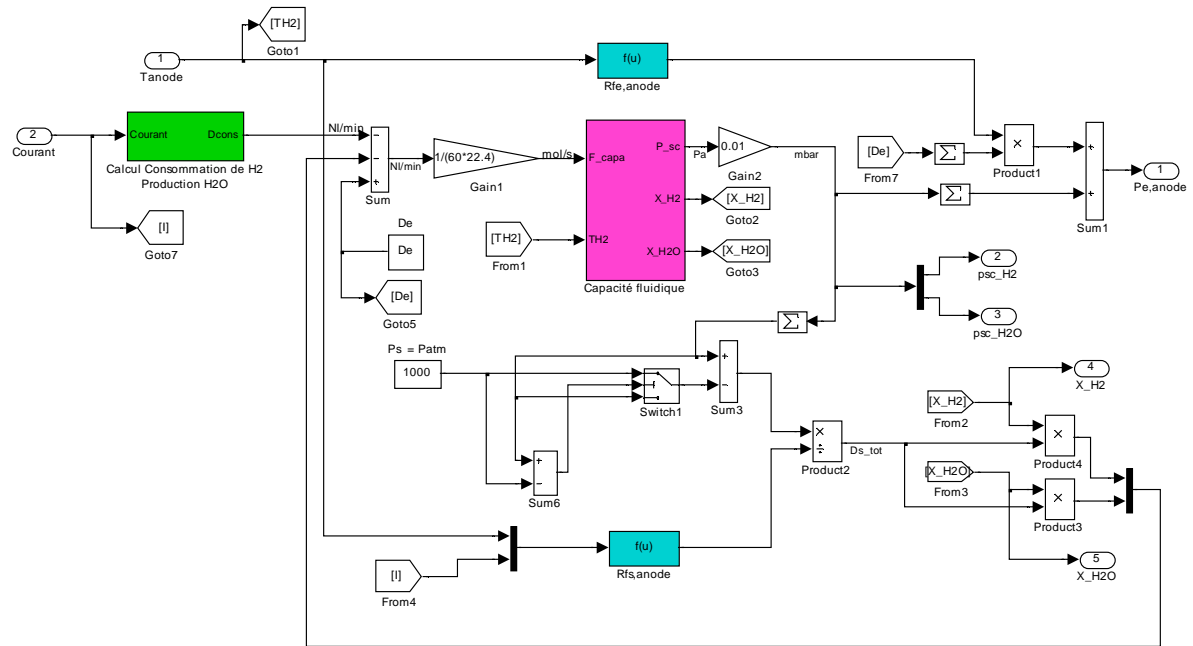 [TH2]
Goto1
1
Tanode
f(u)
Rfe,anode
2
Courant
Courant
Dcons
Calcul Consommation de H2
Production H2O
Nl/min
Sum
Nl/min
1/(60*22.4)
Gain1
mol/s
F_capa
TH2
P_sc
X_H2
X_H2O
Capacité fluidique
Pa
0.01
Gain2
mbar
[X_H2]
Goto2
[X_H2O]
Goto3
[TH2]
From1
[De]
From7
Σ
×
Product1
Σ
+
+
Sum1
1
Pe,anode
[I]
Goto7
De
De
[De]
Goto5
2
psc_H2
3
psc_H2O
Σ
Ps = Patm
1000
Switch1
+
-
Sum3
+
-
Sum6
×
÷
Product2
Ds_tot
4
X_H2
[X_H2]
From2
×
Product4
[X_H2O]
From3
×
Product3
5
X_H2O
f(u)
Rfs,anode
[I]
From4